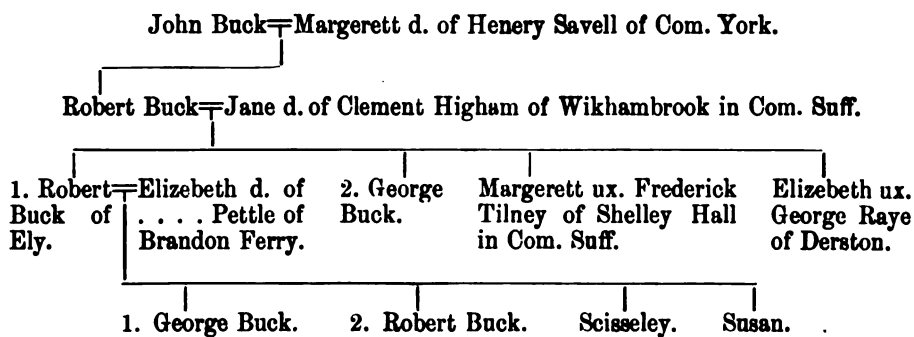 John Buck=Margerett d. of Henery Savell of Com. York.
Robert Buck=Jane d. of Clement Higham of Wikhambrook in Com. Suff.
1. Robert=Elizebeth d. of
Buck of
Ely.
. . . . Pettle of
Brandon Ferry.
2. George
Buck.
Margerett ux. Frederick
Tilney of Shelley Hall
in Com. Suff.
Elizebeth ux.
George Raye
of Derston.
1. George Buck.
2. Robert Buck.
Scisseley.
Susan.